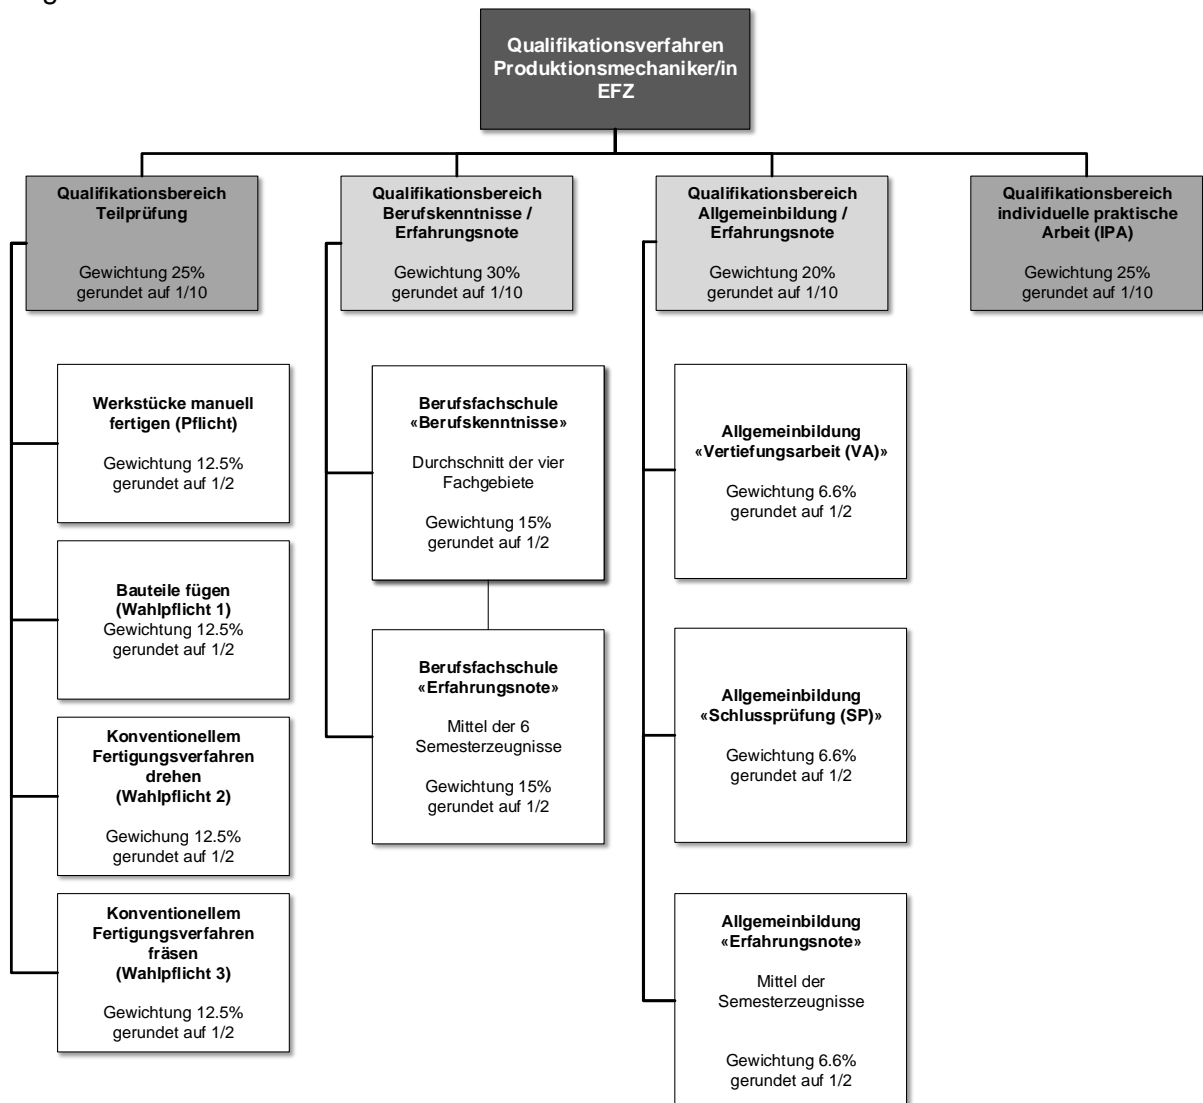 Qualifikationsverfahren
Produktionsmechaniker/in
EFZ
Qualifikationsbereich
Teilprüfung
Gewichtung 25%
gerundet auf 1/10
Qualifikationsbereich
Berufskenntnisse /
Erfahrungsnote
Gewichtung 30%
gerundet auf 1/10
Qualifikationsbereich
Allgemeinbildung /
Erfahrungsnote
Gewichtung 20%
gerundet auf 1/10
Qualifikationsbereich
individuelle praktische
Arbeit (IPA)
Gewichtung 25%
gerundet auf 1/10
Werkstücke manuell
fertigen (Pflicht)
Gewichtung 12.5%
gerundet auf 1/2
Bauteile fügen
(Wahlpflicht 1)
Gewichtung 12.5%
gerundet auf 1/2
Konventionellem
Fertigungsverfahren
drehen
(Wahlpflicht 2)
Gewichung 12.5%
gerundet auf 1/2
Konventionellem
Fertigungsverfahren
fräsen
(Wahlpflicht 3)
Gewichtung 12.5%
gerundet auf 1/2
Berufsfachschule
«Berufskenntnisse»
Durchschnitt der vier
Fachgebiete
Gewichtung 15%
gerundet auf 1/2
Berufsfachschule
«Erfahrungsnote»
Mittel der 6
Semesterzeugnisse
Gewichtung 15%
gerundet auf 1/2
Allgemeinbildung
«Vertiefungsarbeit (VA)»
Gewichtung 6.6%
gerundet auf 1/2
Allgemeinbildung
«Schlussprüfung (SP)»
Gewichtung 6.6%
gerundet auf 1/2
Allgemeinbildung
«Erfahrungsnote»
Mittel der
Semesterzeugnisse
Gewichtung 6.6%
gerundet auf 1/2